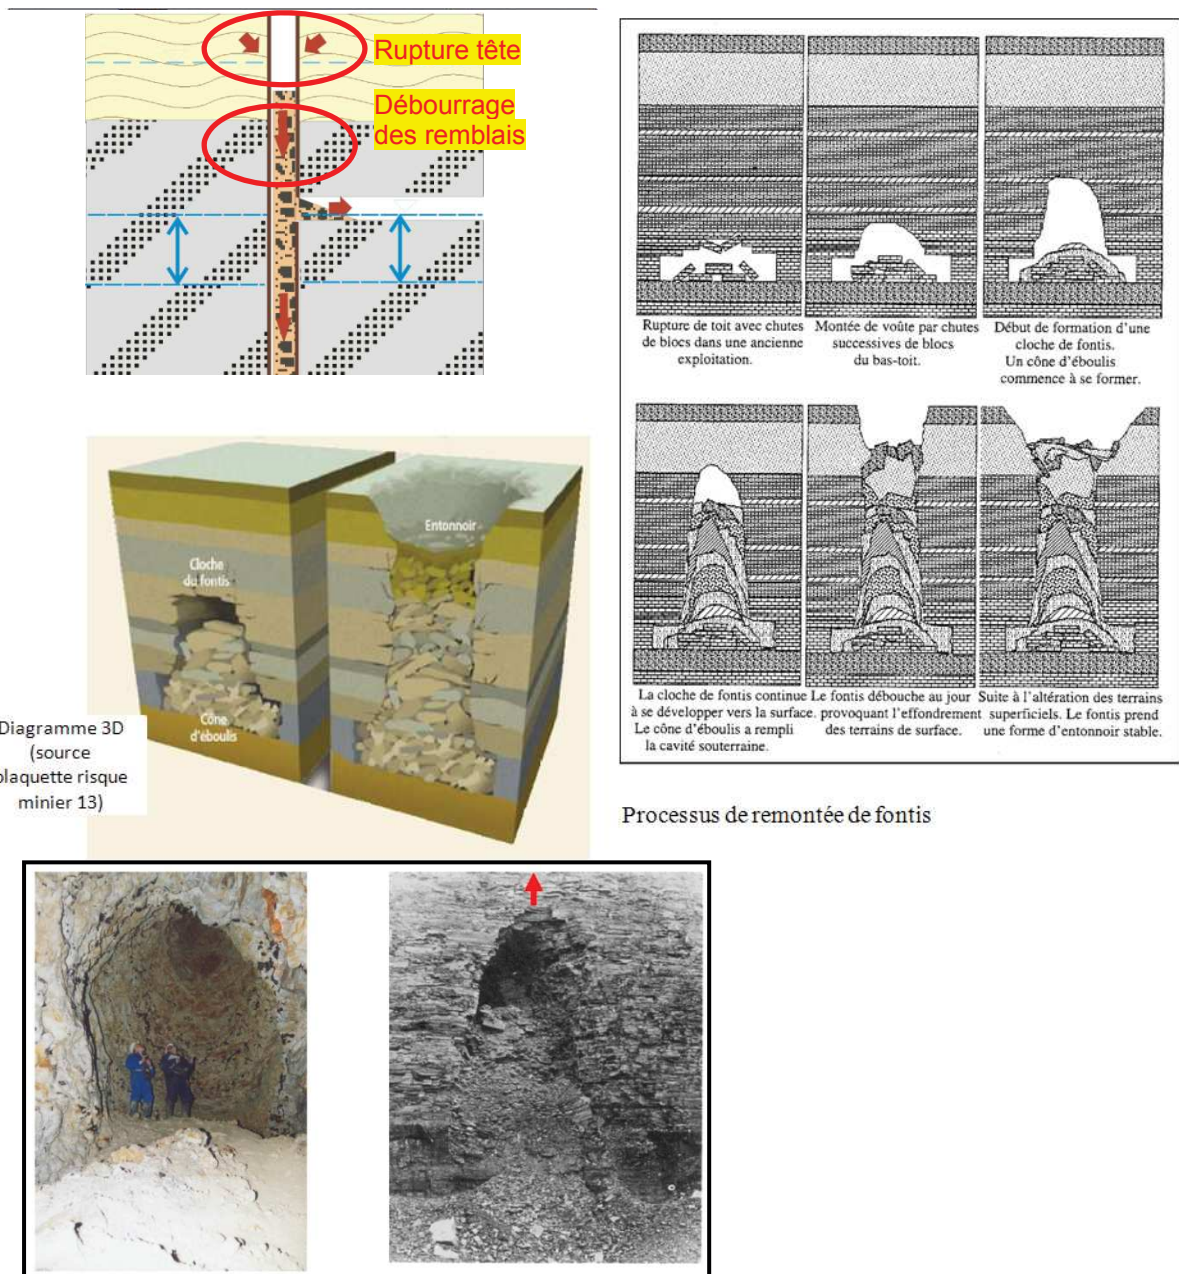 Rupture tête
Débourrage
des remblais
Rupture de toit avec chutes
de blocs dans une ancienne
exploitation.
Montée de voûte par chutes
successives de blocs
du bas-toit.
Début de formation d'une
cloche de fontis.
Un cône d'éboulis
commence à se former.
La cloche de fontis continue
à se développer vers la surface.
Le cône d'éboulis a rempli
la cavité souterraine.
Le fontis débouche au jour
provoquant l'effondrement
des terrains de surface.
Suite à l'altération des terrains
superficiels. Le fontis prend
une forme d'entonnoir stable.
Processus de remontée de fontis
Cloche
du fontis
Entonnoir
Cône
d'éboulis
Diagramme 3D
(source
plaquette risque
minier 13)